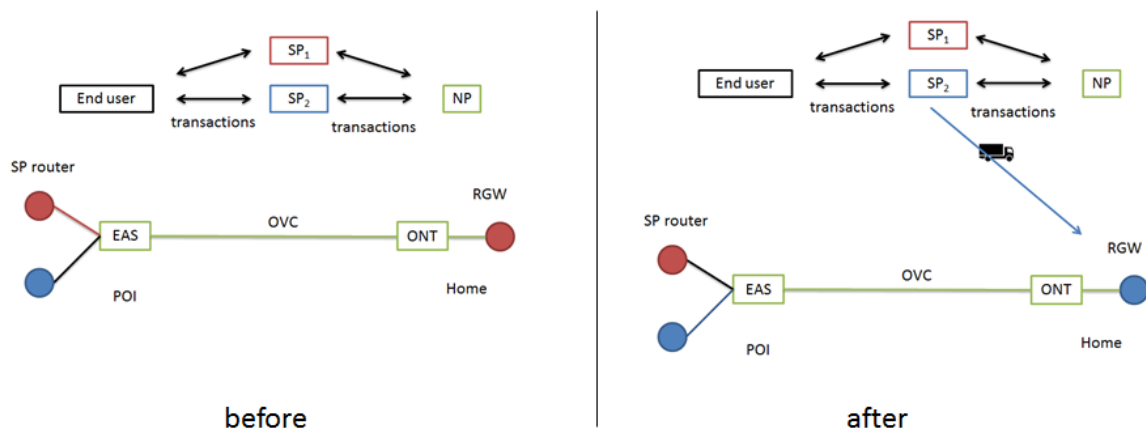 SP₁
End user
SP₂
NP
transactions
transactions
SP router
RGW
EAS
OVC
ONT
POI
Home
before
SP₁
End user
SP₂
NP
transactions
transactions
SP router
RGW
EAS
OVC
ONT
POI
Home
after